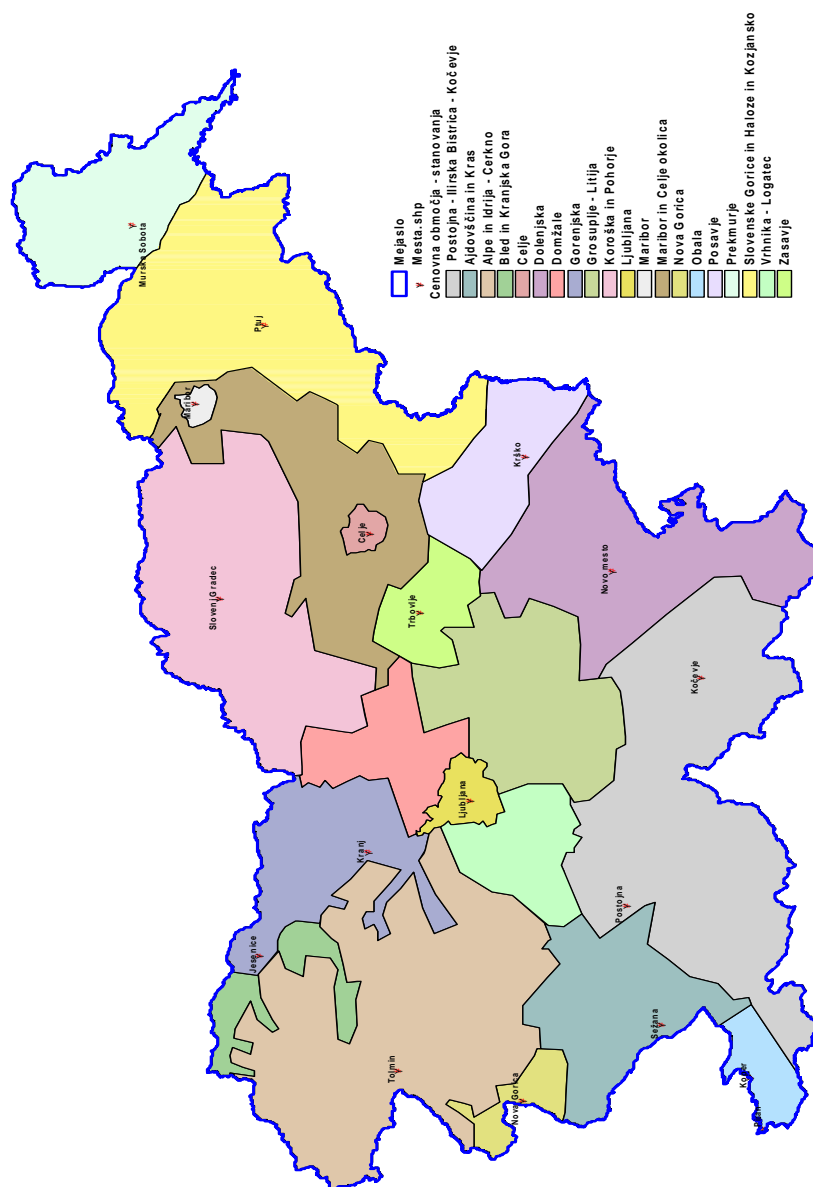 Mejaslo
Mesta.shp
Cenovna območja - stanovanja
Postojna - Ilirska Bistrica - Kočevje
Ajdovščina in Kras
Alpe in Idrija - Cerkno
Bled in Kranjska Gora
Celje
Dolenjska
Domžale
Gorenjska
Grosuplje - Litija
Koroška in Pohorje
Ljubljana
Maribor
Maribor in Celje okolica
Nova Gorica
Obala
Posavje
Prekmurje
Slovenske Gorice in Haloze in Kozjansko
Vrhnika - Logatec
Zasavje
Murska Sobota
Maribor
Ptuj
Slovenj Gradec
Celje
Jesenice
Kranj
Trbovlje
Krško
Tolmin
Ljubljana
Nova Gorica
Novo mesto
Postojna
Kočevje
Sežana
Koper
Piran